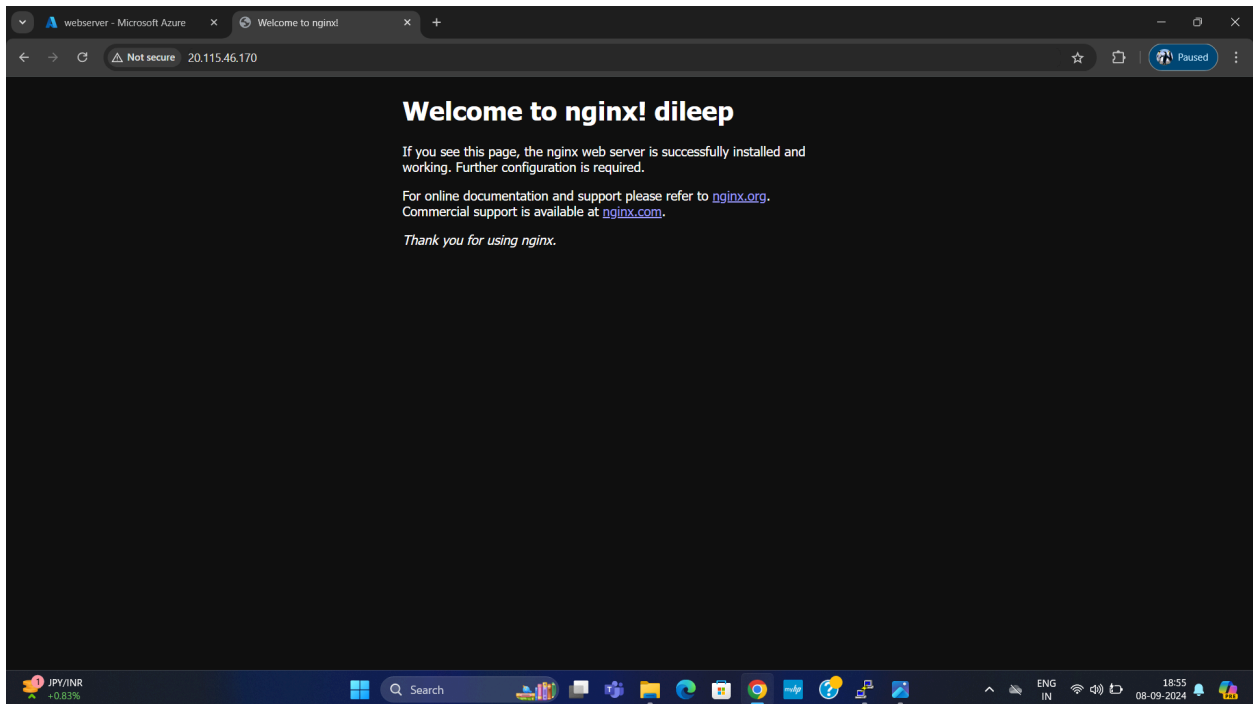 webserver - Microsoft Azure
Welcome to nginx!
Not secure 20.115.46.170
Paused
Welcome to nginx! dileep
If you see this page, the nginx web server is successfully installed and
working. Further configuration is required.
For online documentation and support please refer to nginx.org.
Commercial support is available at nginx.com.
Thank you for using nginx.
1
JPY/INR
+0.83%
Search
myhp
ENG
IN
18:55
08-09-2024
PRE